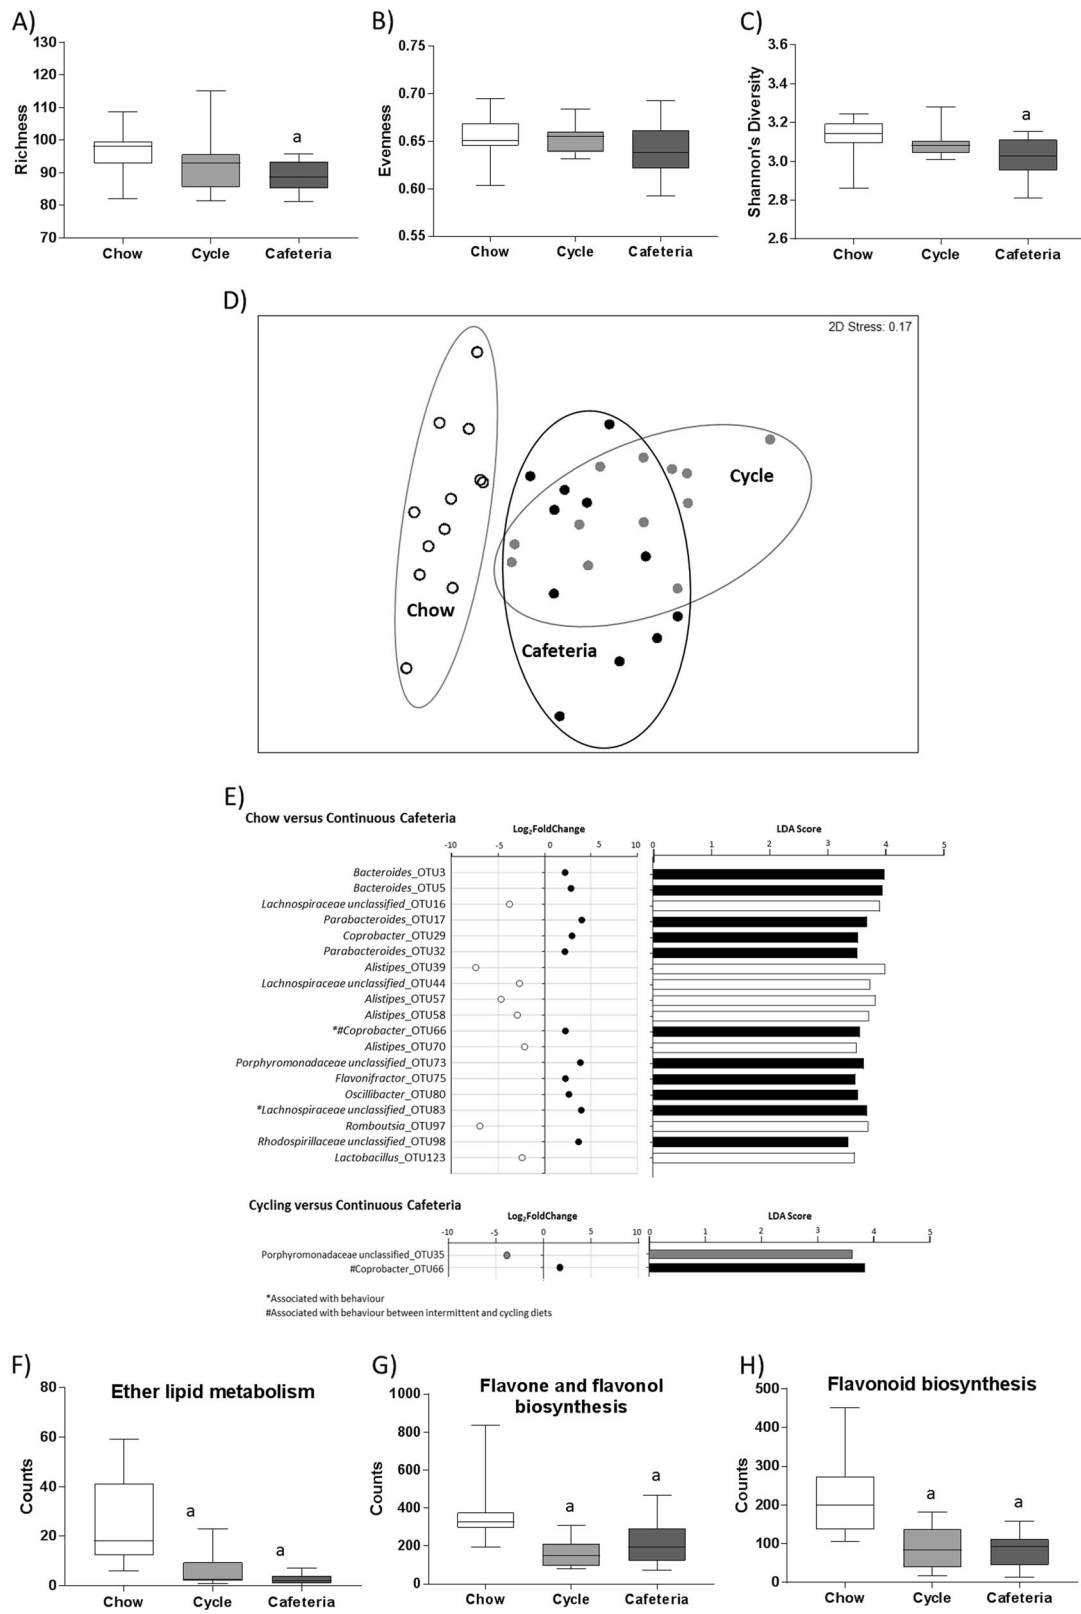 A)
Richness
130
120
110
100
90
80
70
a
Chow Cycle Cafeteria
B)
Evenness
0.75
0.70
0.65
0.60
0.55
Chow Cycle Cafeteria
C)
Shannon's Diversity
3.6
3.4
3.2
3.0
2.8
2.6
a
Chow Cycle Cafeteria
D)
2D Stress: 0.17
Cycle
Chow
Cafeteria
E)
Chow versus Continuous Cafeteria
Log₂FoldChange LDA Score
-10 -5 0 5 10 0 1 2 3 4 5
Bacteroides_OTU3
Bacteroides_OTU5
Lachnospiraceae unclassified_OTU16
Parabacteroides_OTU17
Coprobacter_OTU29
Parabacteroides_OTU32
Alistipes_OTU39
Lachnospiraceae unclassified_OTU44
Alistipes_OTU57
Alistipes_OTU58
*#Coprobacter_OTU66
Alistipes_OTU70
Porphyromonadaceae unclassified_OTU73
Flavonifractor_OTU75
Oscillibacter_OTU80
*Lachnospiraceae unclassified_OTU83
Romboutsia_OTU97
Rhodospirillaceae unclassified_OTU98
Lactobacillus_OTU123
Cycling versus Continuous Cafeteria
Log₂FoldChange LDA Score
-10 -5 0 5 10 0 1 2 3 4 5
Porphyromonadaceae unclassified_OTU35
#Coprobacter_OTU66
*Associated with behaviour
#Associated with behaviour between intermittent and cycling diets
F)
Ether lipid metabolism
Counts
80
60
40
20
0
a
a
Chow Cycle Cafeteria
G)
Flavone and flavonol
biosynthesis
Counts
1000
800
600
400
200
0
a
a
Chow Cycle Cafeteria
H)
Flavonoid biosynthesis
Counts
500
400
300
200
100
0
a a
Chow Cycle Cafeteria